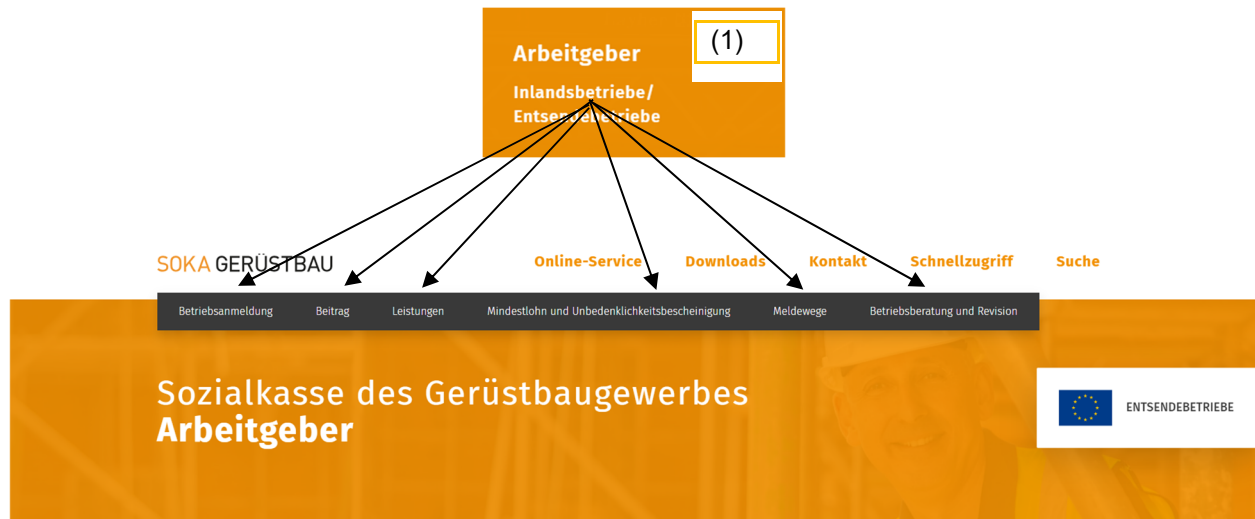 Arbeitgeber
(1)
Inlandsbetriebe/
Entsendebetriebe
SOKA GERÜSTBAU
Online-Service Downloads Kontakt Schnellzugriff Suche
Betriebsanmeldung Beitrag Leistungen Mindestlohn und Unbedenklichkeitsbescheinigung Meldewege Betriebsberatung und Revision
Sozialkasse des Gerüstbaugewerbes
Arbeitgeber
ENTSENDEBETRIEBE